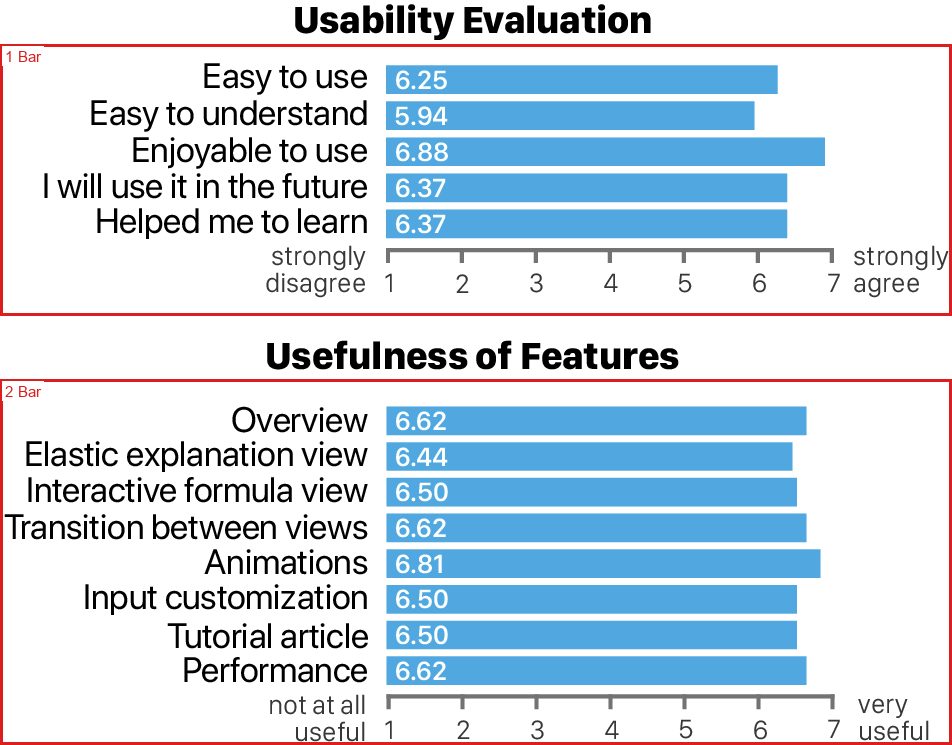 Usability Evaluation
1 Bar
Easy to use 6.25
Easy to understand 5.94
Enjoyable to use 6.88
I will use it in the future 6.37
Helped me to learn 6.37
strongly disagree 1 2 3 4 5 6 7 strongly agree
Usefulness of Features
2 Bar
Overview 6.62
Elastic explanation view 6.44
Interactive formula view 6.50
Transition between views 6.62
Animations 6.81
Input customization 6.50
Tutorial article 6.50
Performance 6.62
not at all useful 1 2 3 4 5 6 7 very useful